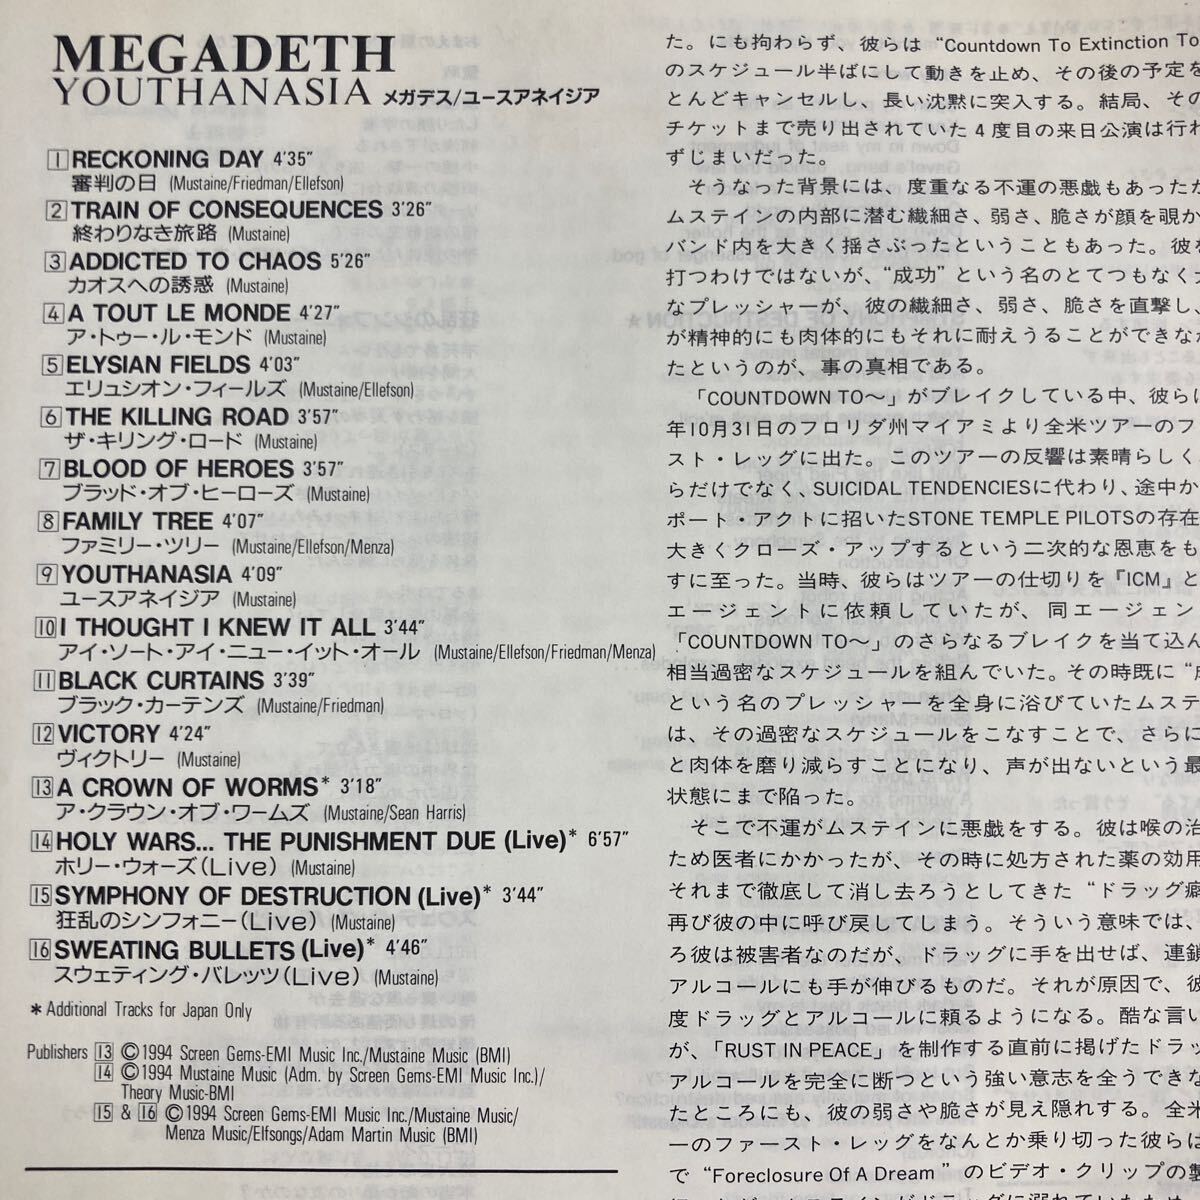 MEGADETH
YOUTHANASIA メガデス/ユースアネイジア
1 RECKONING DAY 4'35"
審判の日 (Mustaine/Friedman/Ellefson)
2 TRAIN OF CONSEQUENCES 3'26"
終わりなき旅路 (Mustaine)
3 ADDICTED TO CHAOS 5'26"
カオスへの誘惑 (Mustaine)
4 A TOUT LE MONDE 4'27"
ア・トゥー・ル・モンド (Mustaine)
5 ELYSIAN FIELDS 4'03"
エリュシオン・フィールズ (Mustaine/Ellefson)
6 THE KILLING ROAD 3'57"
ザ・キリング・ロード (Mustaine)
7 BLOOD OF HEROES 3'57"
ブラッド・オブ・ヒーローズ (Mustaine)
8 FAMILY TREE 4'07"
ファミリー・ツリー (Mustaine/Ellefson/Menza)
9 YOUTHANASIA 4'09"
ユースアネイジア (Mustaine)
10 I THOUGHT I KNEW IT ALL 3'44"
アイ・ソート・アイ・ニュー・イット・オール (Mustaine/Ellefson/Friedman/Menza)
11 BLACK CURTAINS 3'39"
ブラック・カーテンズ (Mustaine/Friedman)
12 VICTORY 4'24"
ヴィクトリー (Mustaine)
13 A CROWN OF WORMS* 3'18"
ア・クラウン・オブ・ワームズ (Mustaine/Sean Harris)
14 HOLY WARS... THE PUNISHMENT DUE (Live)* 6'57"
ホリー・ウォーズ(Live) (Mustaine)
15 SYMPHONY OF DESTRUCTION (Live)* 3'44"
狂乱のシンフォニー(Live) (Mustaine)
16 SWEATING BULLETS (Live)* 4'46"
スウェティング・バレッツ(Live) (Mustaine)
* Additional Tracks for Japan Only
Publishers 13 ©1994 Screen Gems-EMI Music Inc./Mustaine Music (BMI)
14 ©1994 Mustaine Music (Adm. by Screen Gems-EMI Music Inc.)/
Theory Music-BMI
15 & 16 ©1994 Screen Gems-EMI Music Inc./Mustaine Music/
Menza Music/Elfsongs/Adam Martin Music (BMI)
た。にも拘わらず、彼らは“Countdown To Extinction To
のスケジュール半ばにして動きを止め、その後の予定を
とんどキャンセルし、長い沈黙に突入する。結局、その
チケットまで売り出されていた4度目の来日公演は行わ
ずじまいだった。
そうなった背景には、度重なる不運の悪戯もあったが
ムステインの内部に潜む繊細さ、弱さ、脆さが顔を覗か
バンド内を大きく揺さぶったということもあった。彼を
打つわけではないが、“成功”という名のとてつもなく大
なプレッシャーが、彼の繊細さ、弱さ、脆さを直撃し、
が精神的にも肉体的にもそれに耐えうることができなか
たというのが、事の真相である。
「COUNTDOWN TO〜」がブレイクしている中、彼らは
年10月31日のフロリダ州マイアミより全米ツアーのファ
スト・レッグに出た。このツアーの反響は素晴らしく、
らだけでなく、SUICIDAL TENDENCIESに代わり、途中か
ポート・アクトに招いたSTONE TEMPLE PILOTSの存在
大きくクローズ・アップするという二次的な恩恵をも
すに至った。当時、彼らはツアーの仕切りを『ICM』と
エージェントに依頼していたが、同エージェン
「COUNTDOWN TO〜」のさらなるブレイクを当て込ん
相当過密なスケジュールを組んでいた。その時既に“成
という名のプレッシャーを全身に浴びていたムステ
は、その過密なスケジュールをこなすことで、さらに
と肉体を磨り減らすことになり、声が出ないという最
状態にまで陥った。
そこで不運がムステインに悪戯をする。彼は喉の治
ため医者にかかったが、その時に処方された薬の効用
それまで徹底して消し去ろうとしてきた“ドラッグ癖
再び彼の中に呼び戻してしまう。そういう意味では、
ろ彼は被害者なのだが、ドラッグに手を出せば、連鎖
アルコールにも手が伸びるものだ。それが原因で、彼
度ドラッグとアルコールに頼るようになる。酷な言い
が、「RUST IN PEACE」を制作する直前に掲げたドラッ
アルコールを完全に断つという強い意志を全うできな
たところにも、彼の弱さや脆さが見え隠れする。全米
ーのファースト・レッグをなんとか乗り切った彼らは
で“Foreclosure Of A Dream”のビデオ・クリップの製